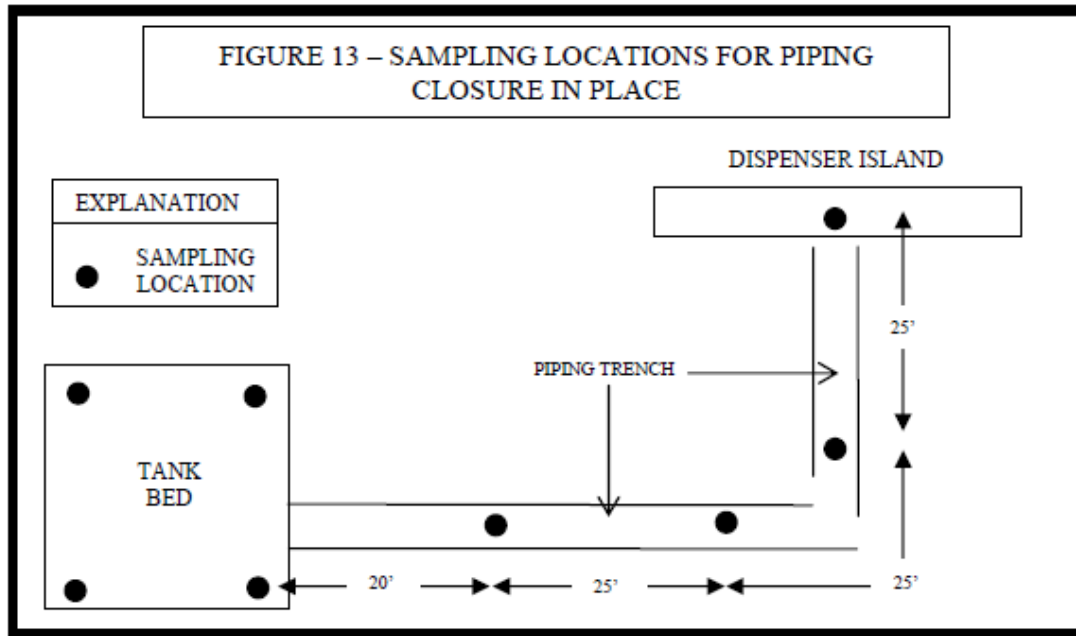 FIGURE 13 – SAMPLING LOCATIONS FOR PIPING
CLOSURE IN PLACE
DISPENSER ISLAND
EXPLANATION
SAMPLING
LOCATION
25’
PIPING TRENCH
TANK
BED
20’
25’
25’